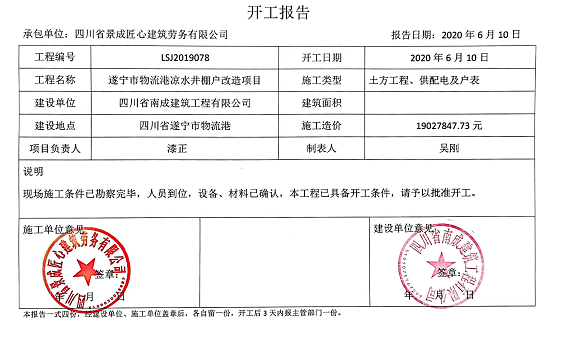 开工报告
承包单位：四川省景成匠心建筑劳务有限公司 报告日期：2020 年 6 月 10 日
工程编号 LSJ2019078 开工日期 2020 年 6 月 10 日
工程名称 遂宁市物流港凉水井棚户改造项目 施工类型 土方工程、供配电及户表
建设单位 四川省南成建筑工程有限公司 建筑面积
建设地点 四川省遂宁市物流港 施工造价 19027847.73 元
项目负责人 漆正 制表人 吴刚
说明
现场施工条件已勘察完毕，人员到位，设备、材料已确认，本工程已具备开工条件，请予以批准开工。
施工单位意见 建设单位意见
四川省景成匠心建筑劳务有限公司 四川省南成建筑工程有限公司
签章： 签章：
年 月 日 年 月 日
本报告一式四份，经建设单位、施工单位盖章后，各自留一份，开工后 3 天内报主管部门一份。